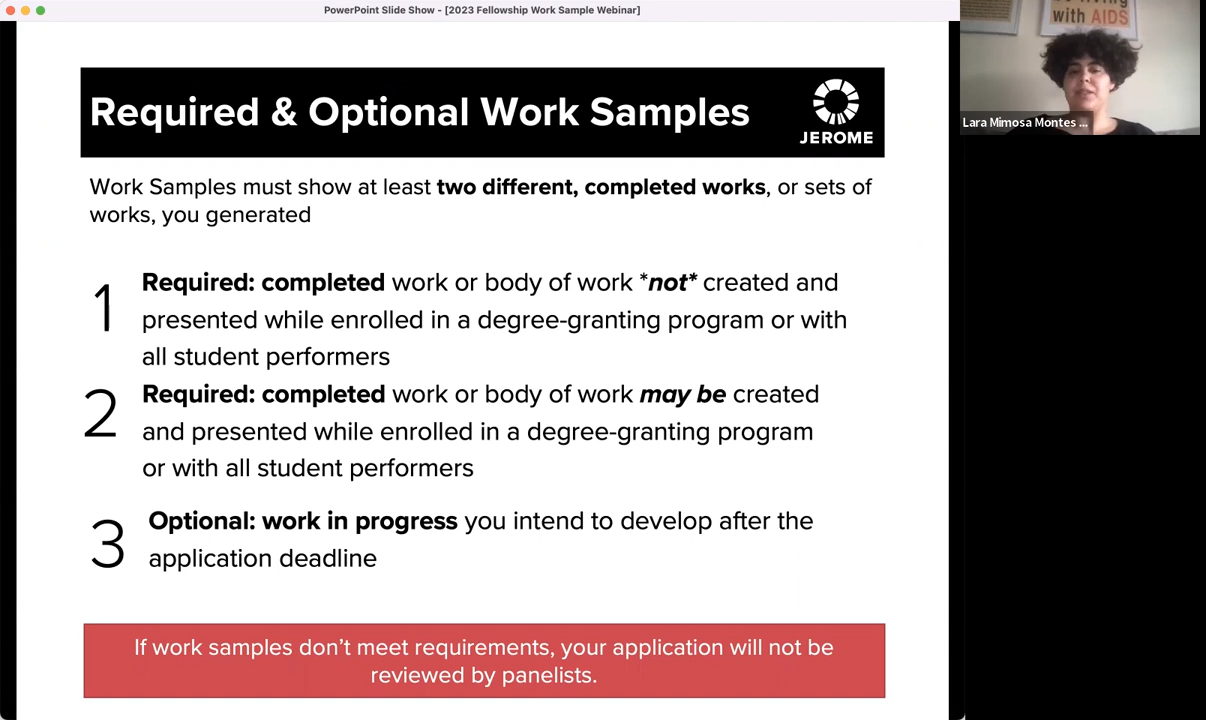 PowerPoint Slide Show - [2023 Fellowship Work Sample Webinar]
with AIDS
Lara Mimosa Montes ...
Required & Optional Work Samples
JEROME
Work Samples must show at least two different, completed works, or sets of
works, you generated
1
Required: completed work or body of work *not* created and
presented while enrolled in a degree-granting program or with
all student performers
2
Required: completed work or body of work may be created
and presented while enrolled in a degree-granting program
or with all student performers
3
Optional: work in progress you intend to develop after the
application deadline
If work samples don’t meet requirements, your application will not be
reviewed by panelists.